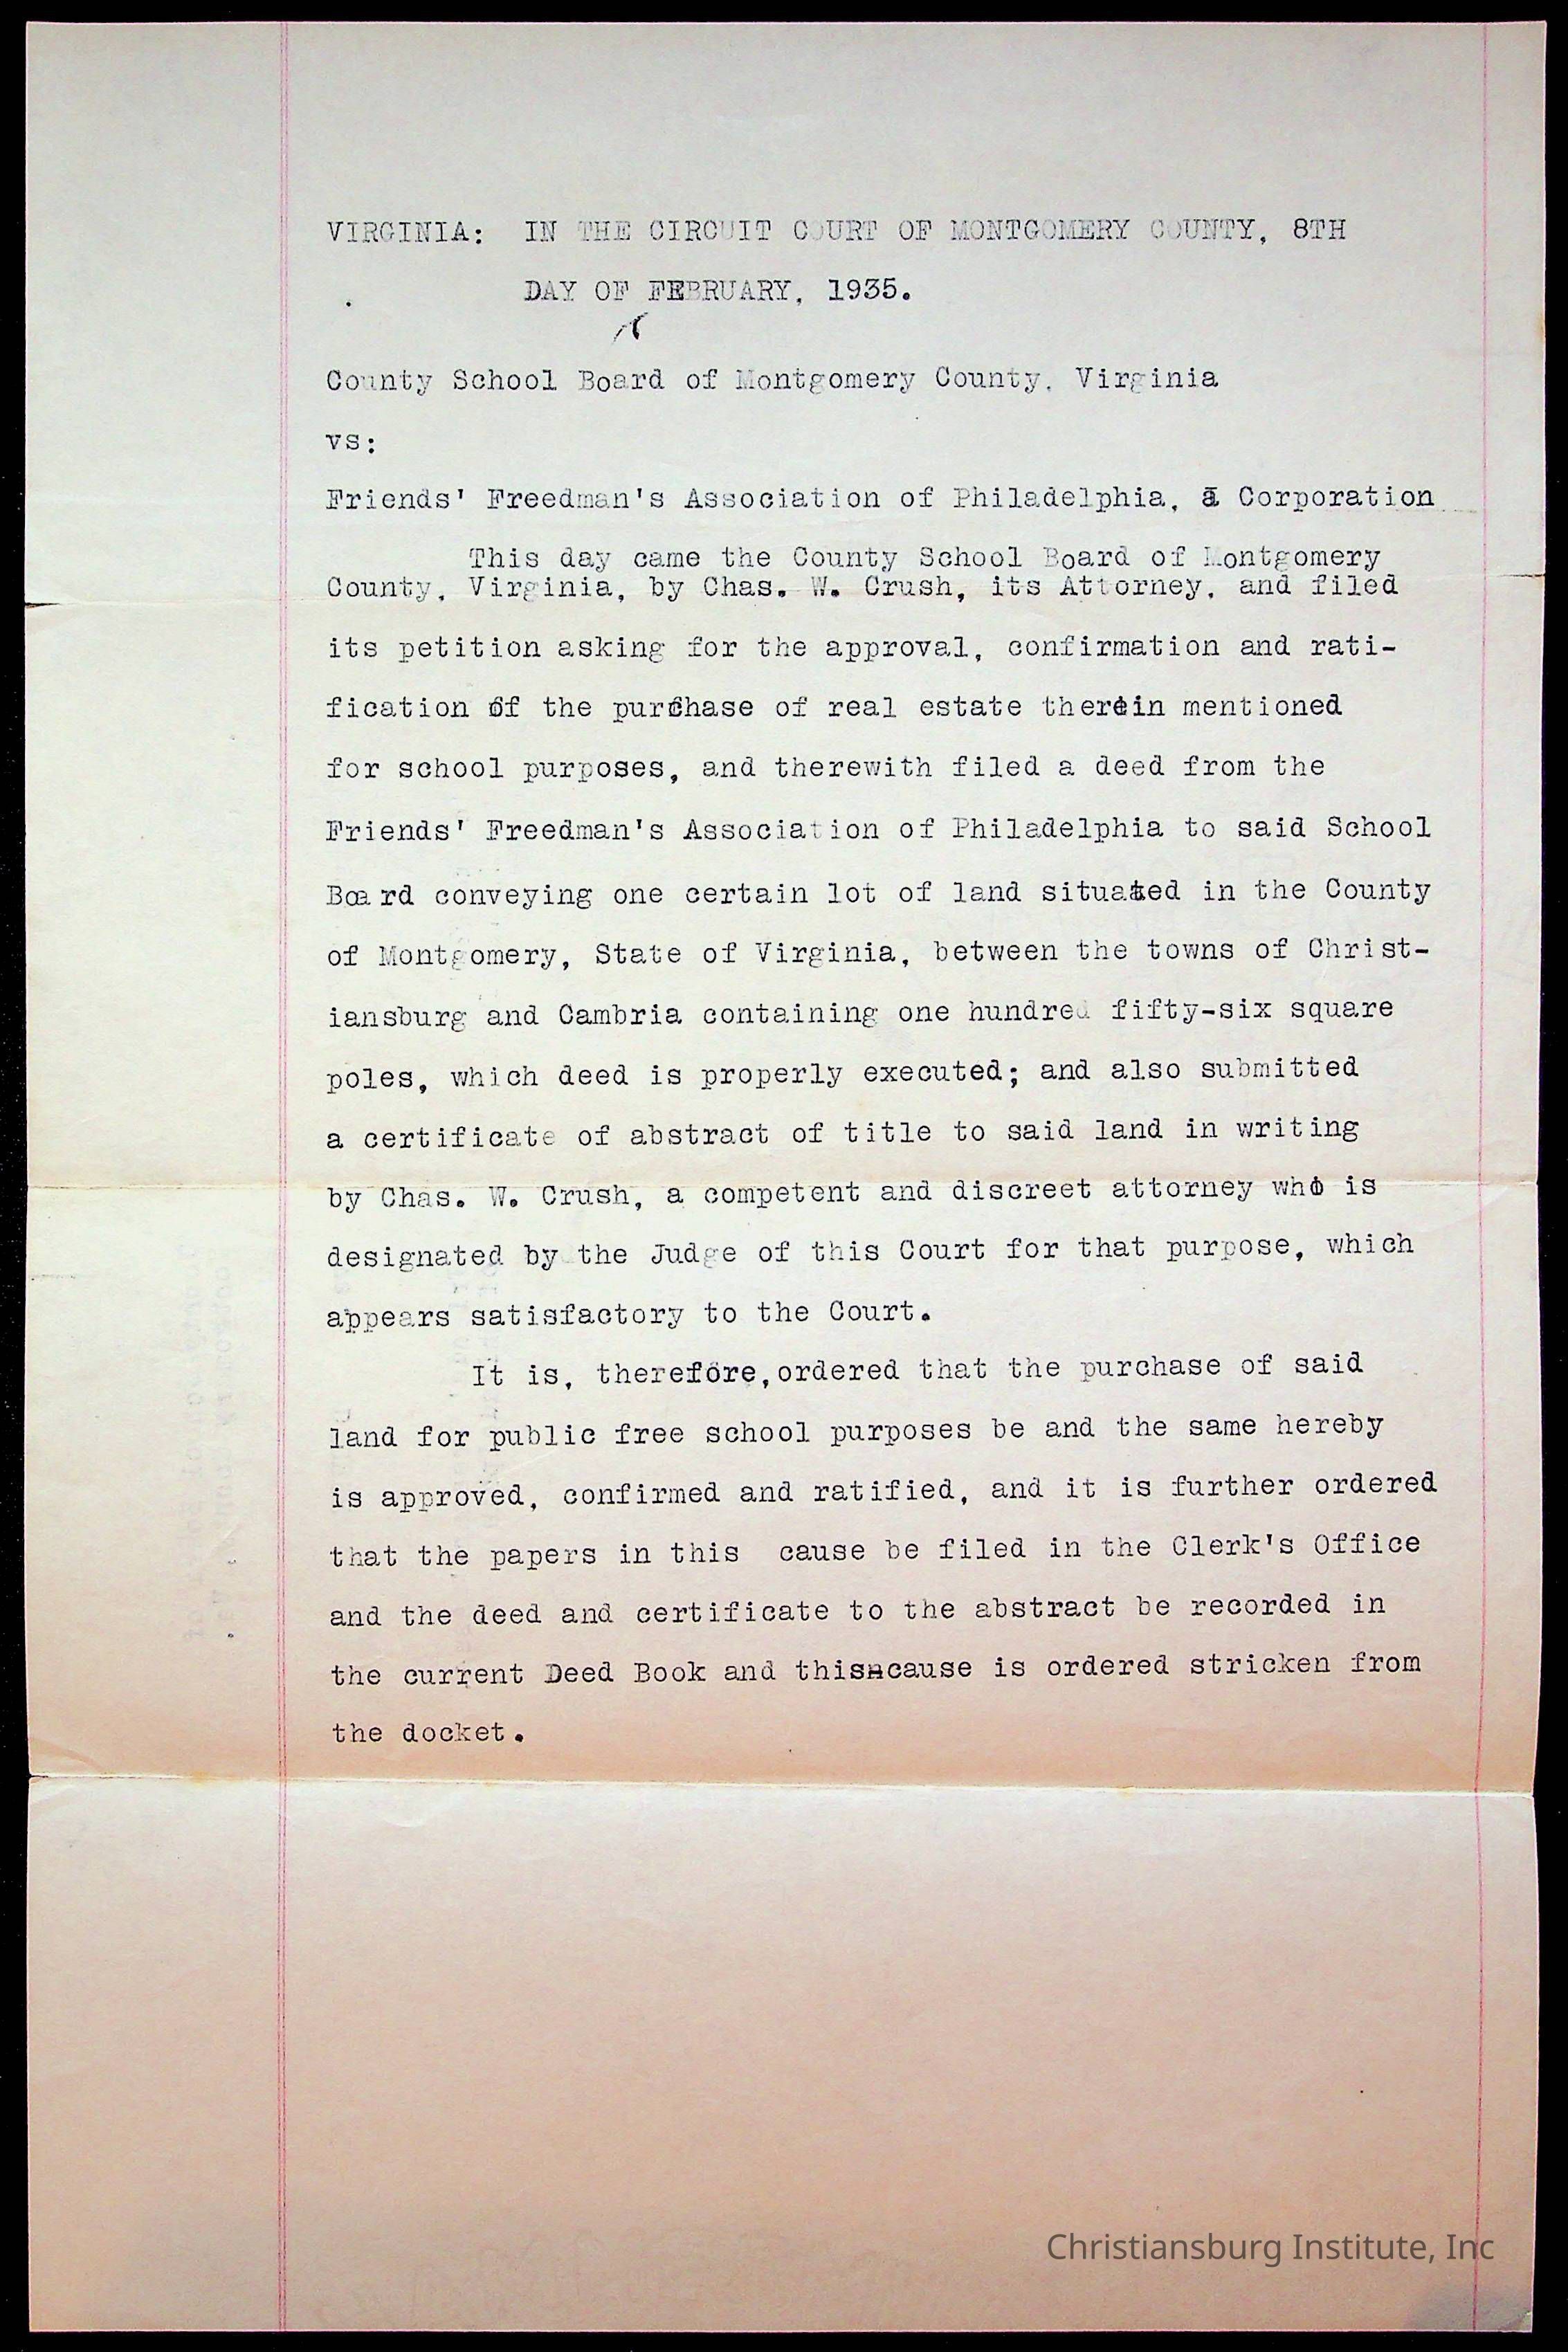 VIRGINIA: IN THE CIRCUIT COURT OF MONTGOMERY COUNTY, 8TH
DAY OF FEBRUARY, 1935.
County School Board of Montgomery County, Virginia
vs:
Friends' Freedman's Association of Philadelphia, a Corporation
This day came the County School Board of Montgomery
County, Virginia, by Chas. W. Crush, its Attorney, and filed
its petition asking for the approval, confirmation and rati-
fication of the purchase of real estate therein mentioned
for school purposes, and therewith filed a deed from the
Friends' Freedman's Association of Philadelphia to said School
Board conveying one certain lot of land situated in the County
of Montgomery, State of Virginia, between the towns of Christ-
iansburg and Cambria containing one hundred fifty-six square
poles, which deed is properly executed; and also submitted
a certificate of abstract of title to said land in writing
by Chas. W. Crush, a competent and discreet attorney who is
designated by the Judge of this Court for that purpose, which
appears satisfactory to the Court.
It is, therefore, ordered that the purchase of said
land for public free school purposes be and the same hereby
is approved, confirmed and ratified, and it is further ordered
that the papers in this cause be filed in the Clerk's Office
and the deed and certificate to the abstract be recorded in
the current Deed Book and this cause is ordered stricken from
the docket.
Christiansburg Institute, Inc